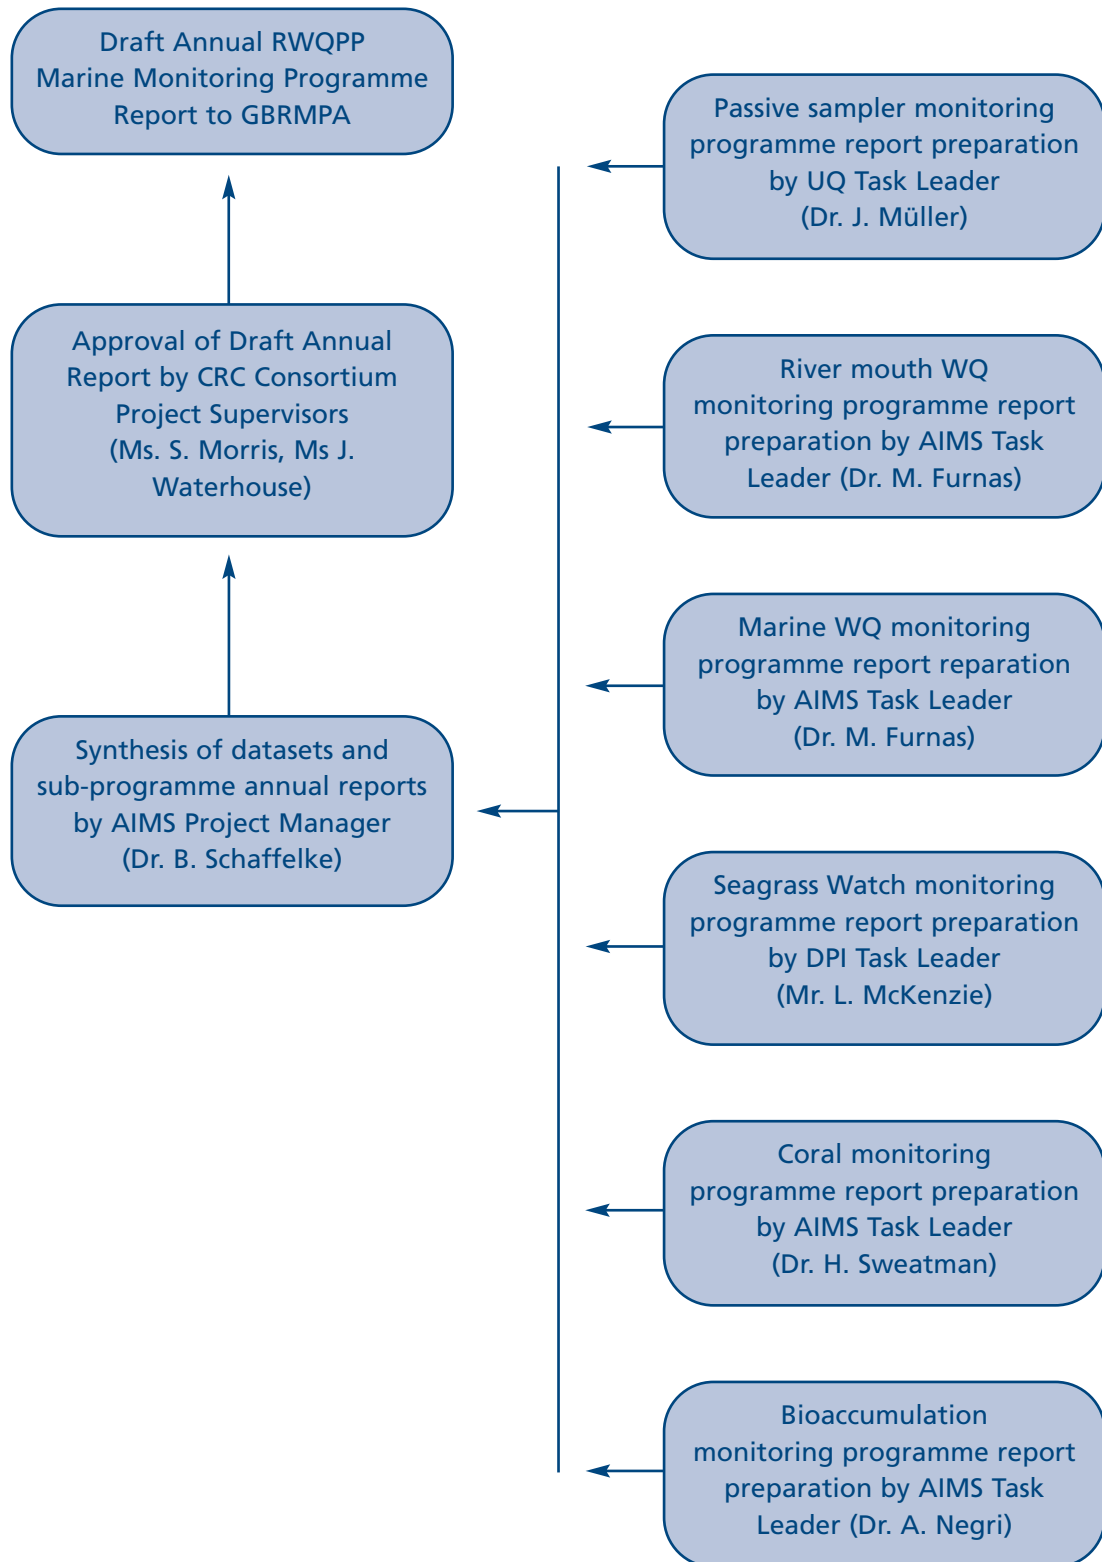 Draft Annual RWQPP
Marine Monitoring Programme
Report to GBRMPA
Approval of Draft Annual
Report by CRC Consortium
Project Supervisors
(Ms. S. Morris, Ms J.
Waterhouse)
Synthesis of datasets and
sub-programme annual reports
by AIMS Project Manager
(Dr. B. Schaffelke)
Passive sampler monitoring
programme report preparation
by UQ Task Leader
(Dr. J. Müller)
River mouth WQ
monitoring programme report
preparation by AIMS Task
Leader (Dr. M. Furnas)
Marine WQ monitoring
programme report reparation
by AIMS Task Leader
(Dr. M. Furnas)
Seagrass Watch monitoring
programme report preparation
by DPI Task Leader
(Mr. L. McKenzie)
Coral monitoring
programme report preparation
by AIMS Task Leader
(Dr. H. Sweatman)
Bioaccumulation
monitoring programme report
preparation by AIMS Task
Leader (Dr. A. Negri)